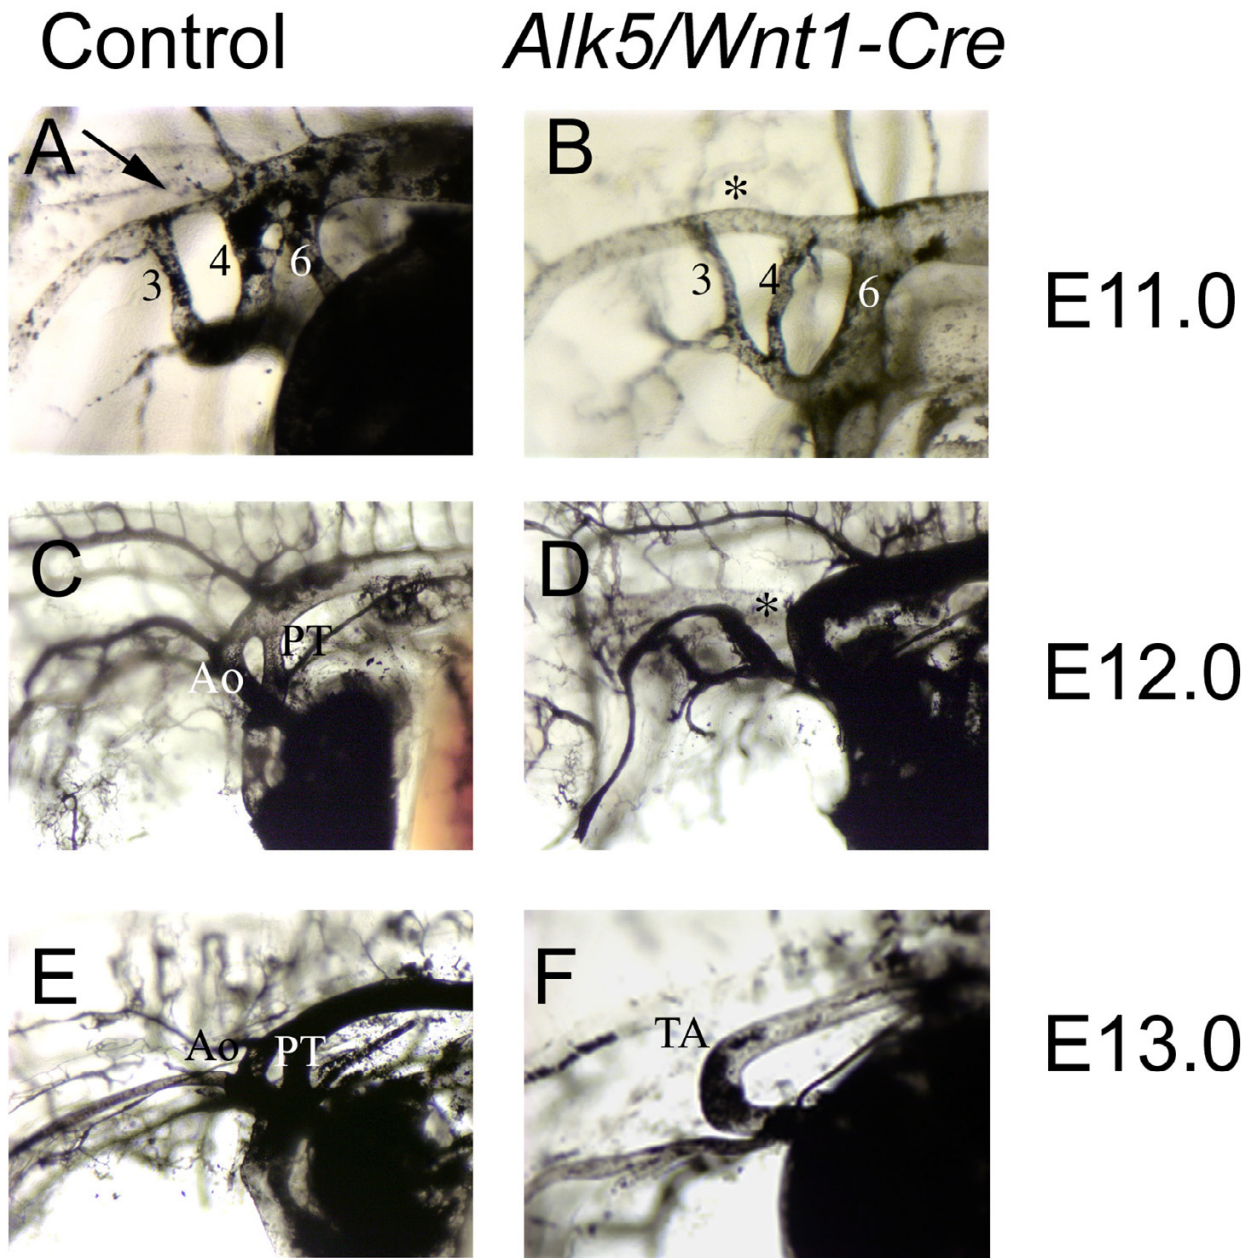 Control Alk5/Wnt1-Cre
A B
*
3 4 6 3 4 6
E11.0
C D
*
PT
Ao
E12.0
E F
Ao PT TA
E13.0